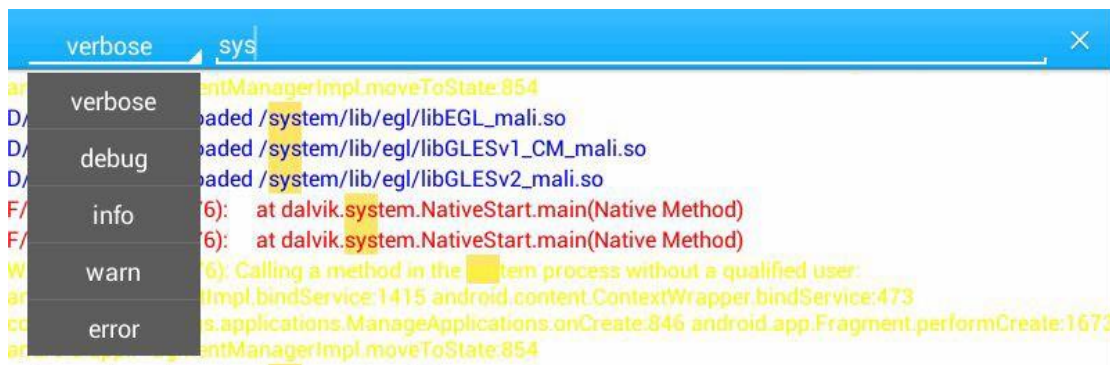 verbose sys
verbose
debug
info
warn
error
entManagerImpl.moveToState:854
D/ oaded /system/lib/egl/libEGL_mali.so
D/ oaded /system/lib/egl/libGLESv1_CM_mali.so
D/ oaded /system/lib/egl/libGLESv2_mali.so
F/ 6): at dalvik.system.NativeStart.main(Native Method)
F/ 6): at dalvik.system.NativeStart.main(Native Method)
W 6): Calling a method in the system process without a qualified user:
ar tImpl.bindService:1415 android.content.ContextWrapper.bindService:473
co s.applications.ManageApplications.onCreate:846 android.app.Fragment.performCreate:1673
entManagerImpl.moveToState:854